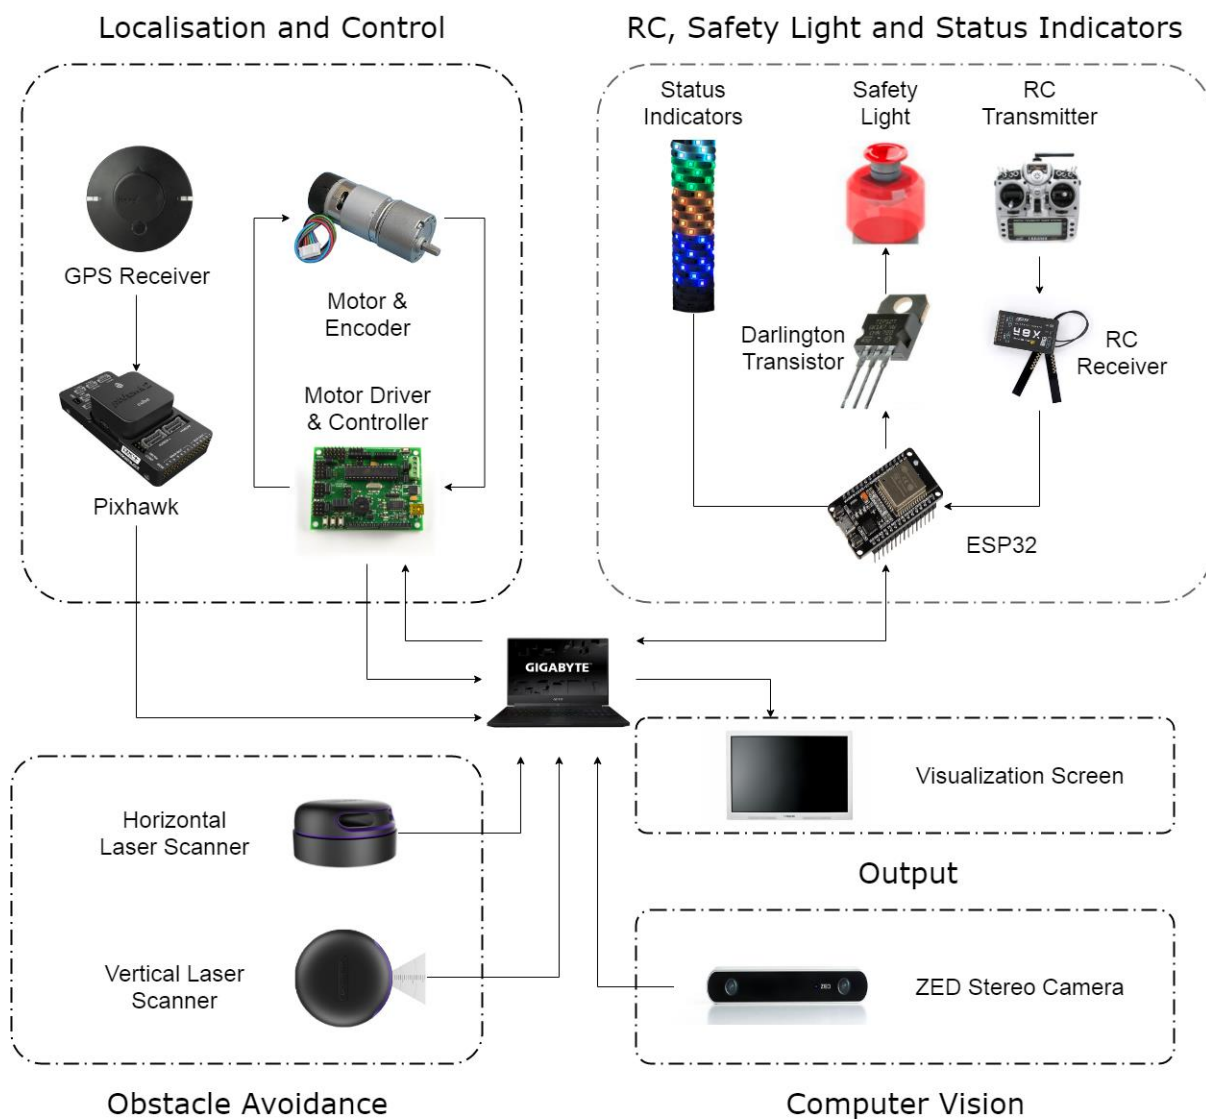 Localisation and Control
RC, Safety Light and Status Indicators
Status
Indicators
Safety
Light
RC
Transmitter
GPS Receiver
Motor &
Encoder
Darlington
Transistor
RC
Receiver
Motor Driver
& Controller
Pixhawk
ESP32
GIGABYTE
Visualization Screen
Horizontal
Laser Scanner
Output
Vertical Laser
Scanner
ZED
ZED Stereo Camera
Obstacle Avoidance
Computer Vision